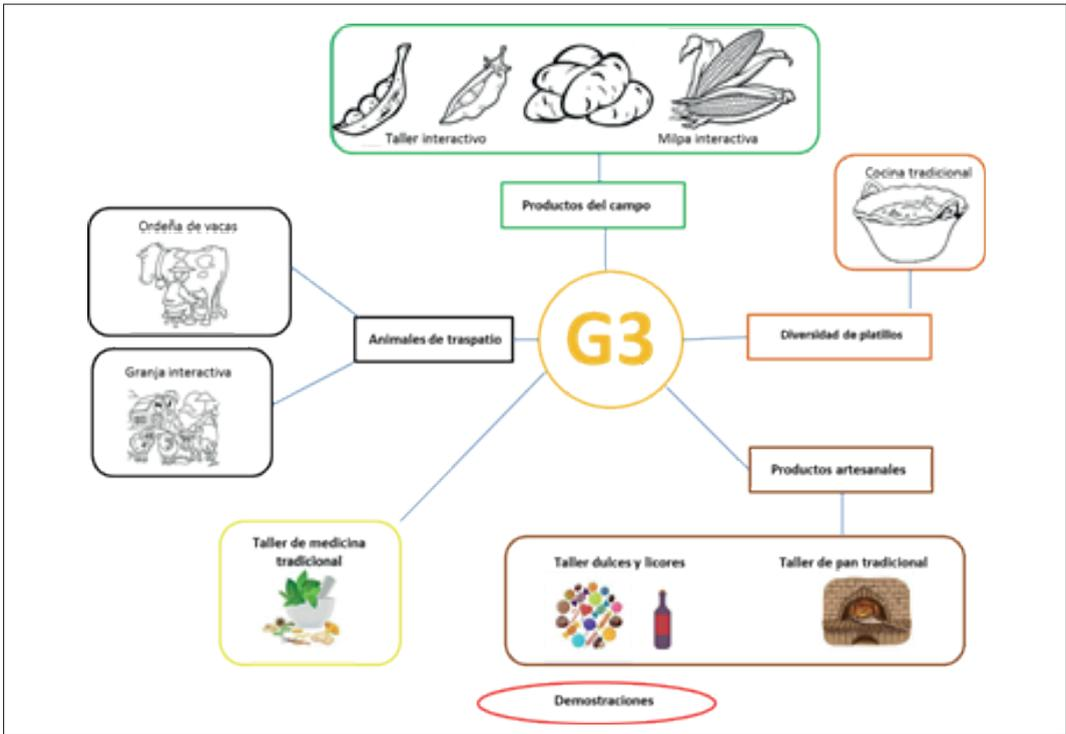 Taller interactivo
Milpa interactiva
Productos del campo
Cocina tradicional
Ordeña de vacas
G3
Animales de traspatio
Diversidad de platillos
Granja interactiva
Productos artesanales
Taller de medicina
tradicional
Taller dulces y licores
Taller de pan tradicional
Demostraciones